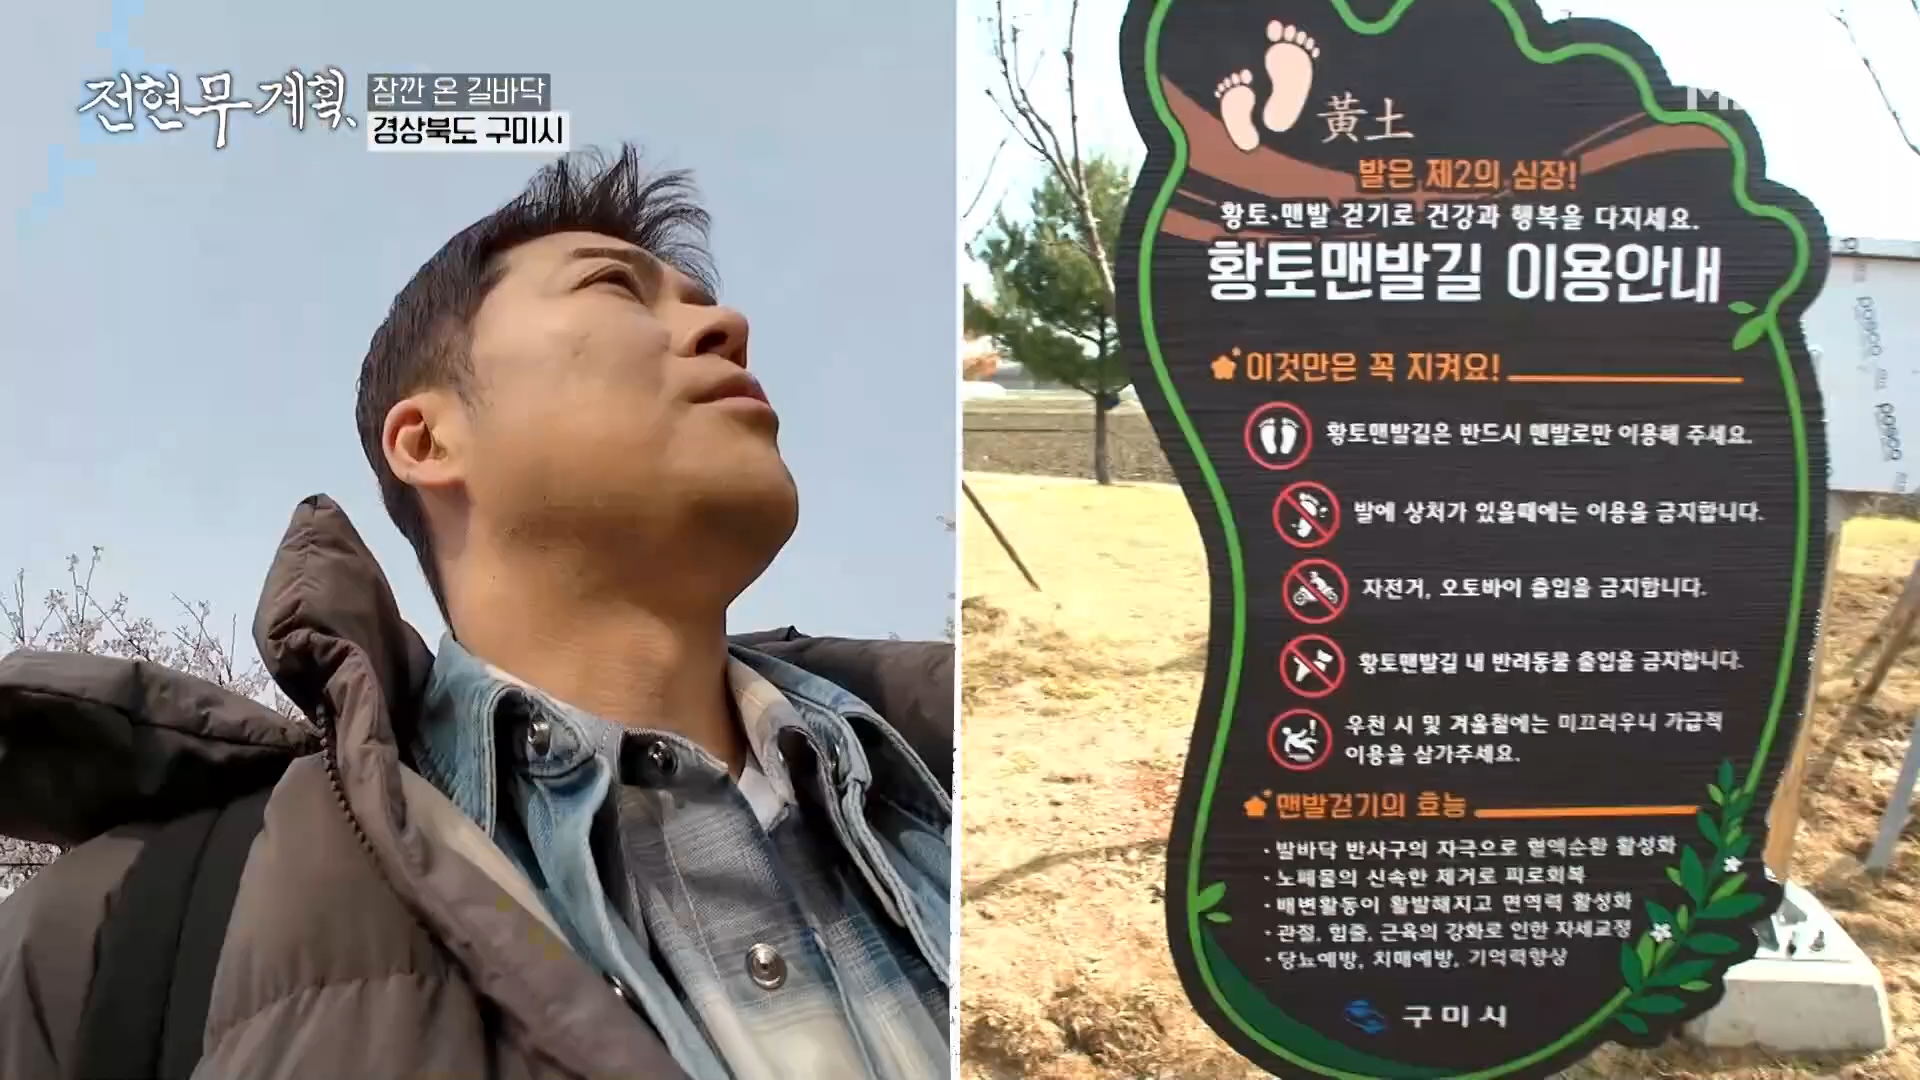 전현무계획
잠깐 온 길바닥
경상북도 구미시
黃土
발은 제2의 심장!
황토·맨발 걷기로 건강과 행복을 다지세요.
황토맨발길 이용안내
이것만은 꼭 지켜요!
황토맨발길은 반드시 맨발로만 이용해 주세요.
발에 상처가 있을때에는 이용을 금지합니다.
자전거, 오토바이 출입을 금지합니다.
황토맨발길 내 반려동물 출입을 금지합니다.
우천 시 및 겨울철에는 미끄러우니 가급적
이용을 삼가주세요.
맨발걷기의 효능
· 발바닥 반사구의 자극으로 혈액순환 활성화
· 노폐물의 신속한 제거로 피로회복
· 배변활동이 활발해지고 면역력 활성화
· 관절, 힘줄, 근육의 강화로 인한 자세교정
· 당뇨예방, 치매예방, 기억력향상
구미시
posco
posco